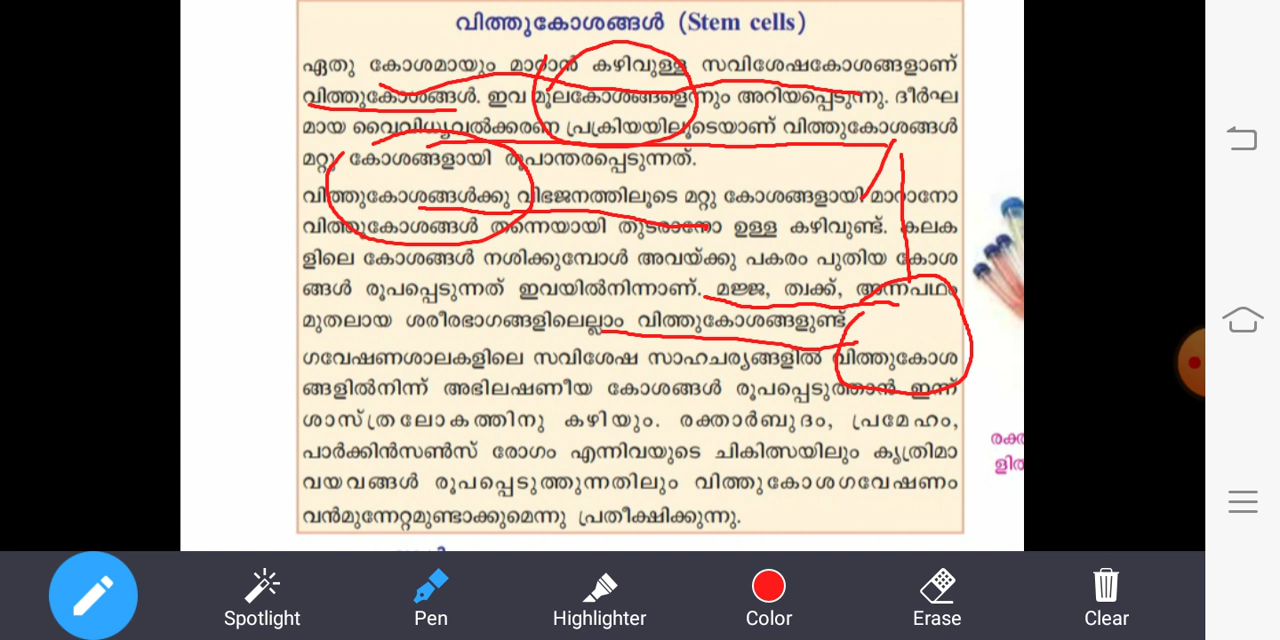 വിത്തുകോശങ്ങൾ (Stem cells)
ഏതു കോശമായും മാറാൻ കഴിവുള്ള സവിശേഷകോശങ്ങളാണ്
വിത്തുകോശങ്ങൾ. ഇവ മൂലകോശങ്ങളെന്നും അറിയപ്പെടുന്നു. ദീർഘ
മായ വൈവിധ്യവൽക്കരണ പ്രക്രിയയിലൂടെയാണ് വിത്തുകോശങ്ങൾ
മറ്റു കോശങ്ങളായി രൂപാന്തരപ്പെടുന്നത്.
വിത്തുകോശങ്ങൾക്കു വിഭജനത്തിലൂടെ മറ്റു കോശങ്ങളായി മാറാനോ
വിത്തുകോശങ്ങൾ തന്നെയായി തുടരാനോ ഉള്ള കഴിവുണ്ട്. കലക
ളിലെ കോശങ്ങൾ നശിക്കുമ്പോൾ അവയ്ക്കു പകരം പുതിയ കോശ
ങ്ങൾ രൂപപ്പെടുന്നത് ഇവയിൽനിന്നാണ്. മജ്ജ, ത്വക്ക്, അന്നപഥം
മുതലായ ശരീരഭാഗങ്ങളിലെല്ലാം വിത്തുകോശങ്ങളുണ്ട്.
ഗവേഷണശാലകളിലെ സവിശേഷ സാഹചര്യങ്ങളിൽ വിത്തുകോശ
ങ്ങളിൽനിന്ന് അഭിലഷണീയ കോശങ്ങൾ രൂപപ്പെടുത്താൻ ഇന്ന്
ശാസ്ത്രലോകത്തിനു കഴിയും. രക്താർബുദം, പ്രമേഹം,
പാർക്കിൻസൺസ് രോഗം എന്നിവയുടെ ചികിത്സയിലും കൃത്രിമാ
വയവങ്ങൾ രൂപപ്പെടുത്തുന്നതിലും വിത്തുകോശഗവേഷണം
വൻമുന്നേറ്റമുണ്ടാക്കുമെന്നു പ്രതീക്ഷിക്കുന്നു.
രക്ത
ളിൽ
Spotlight
Pen
Highlighter
Color
Erase
Clear